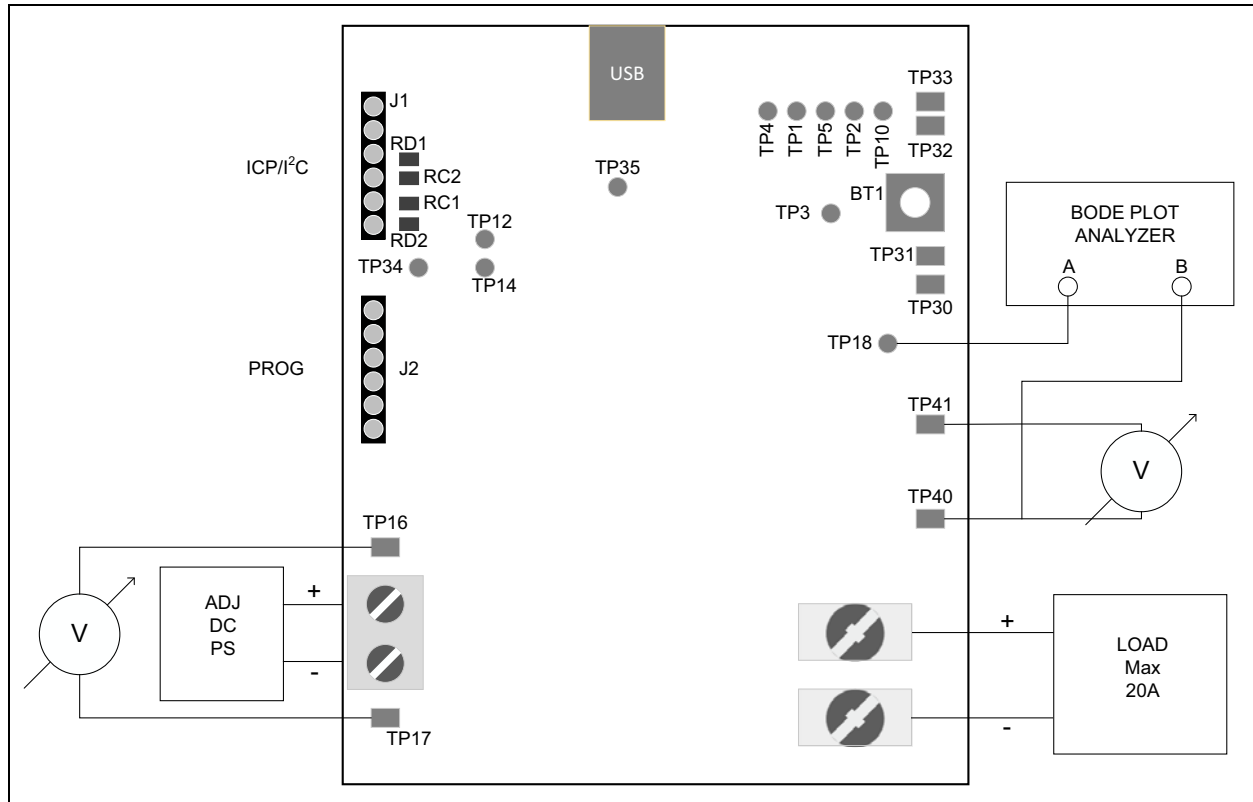 USB
J1
RD1
RC2
RC1
RD2
ICP/I²C
TP35
TP12
TP34
TP14
TP4
TP1
TP5
TP2
TP10
TP33
TP32
BT1
TP3
TP31
TP30
TP18
BODE PLOT
ANALYZER
A
B
PROG
J2
TP41
V
TP40
TP16
V
ADJ
DC
PS
+
-
TP17
+
-
LOAD
Max
20A